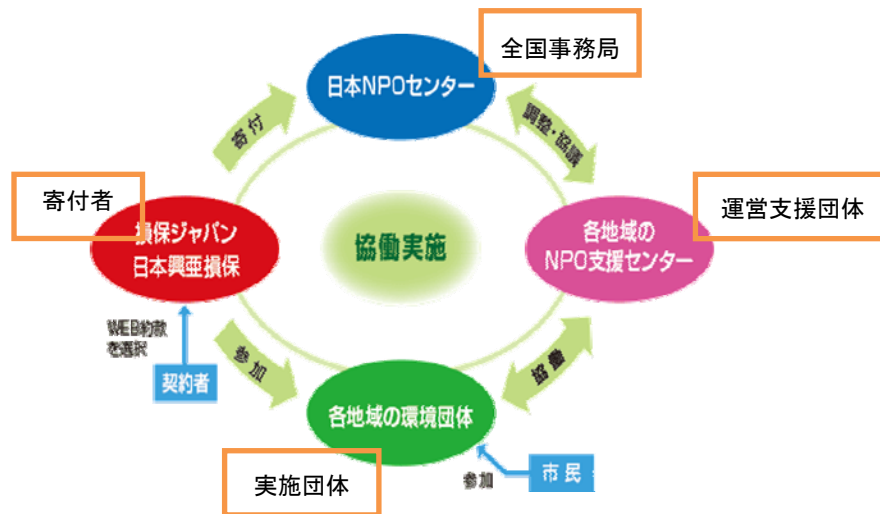 全国事務局
日本NPOセンター
寄付
調整・協議
寄付者
損保ジャパン
日本興亜損保
協働実施
各地域の
NPO支援センター
運営支援団体
WEB約款
を選択
契約者
参加
協働
各地域の環境団体
実施団体
参加
市民